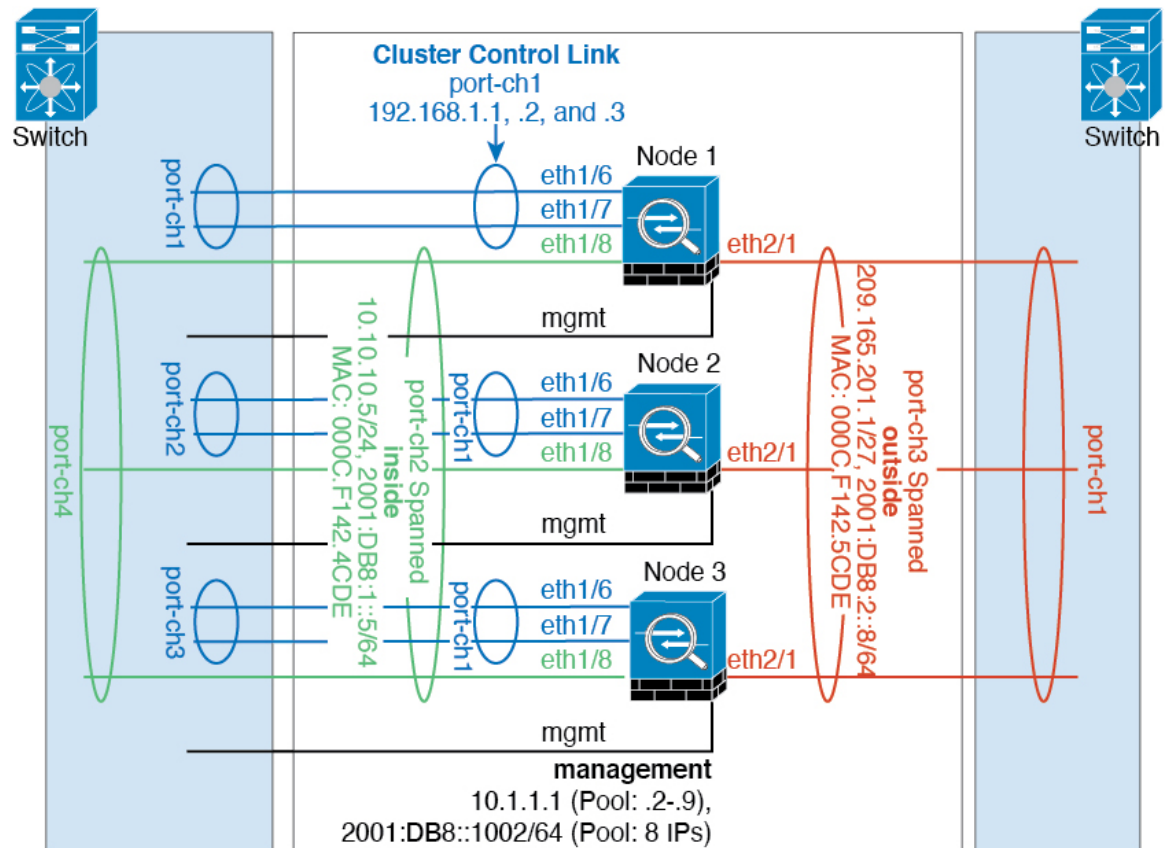 Switch
Switch
Cluster Control Link
port-ch1
192.168.1.1, .2, and .3
port-ch1
Node 1
eth1/6
eth1/7
eth1/8
eth2/1
mgmt
port-ch2
port-ch1
Node 2
eth1/6
eth1/7
eth1/8
eth2/1
mgmt
port-ch3
port-ch1
Node 3
eth1/6
eth1/7
eth1/8
eth2/1
mgmt
port-ch4
port-ch2 Spanned
inside
10.10.10.5/24, 2001:DB8:1::5/64
MAC: 000C.F142.4CDE
port-ch3 Spanned
outside
209.165.201.1/27, 2001:DB8:2::8/64
MAC: 000C.F142.5CDE
port-ch1
management
10.1.1.1 (Pool: .2-.9),
2001:DB8::1002/64 (Pool: 8 IPs)